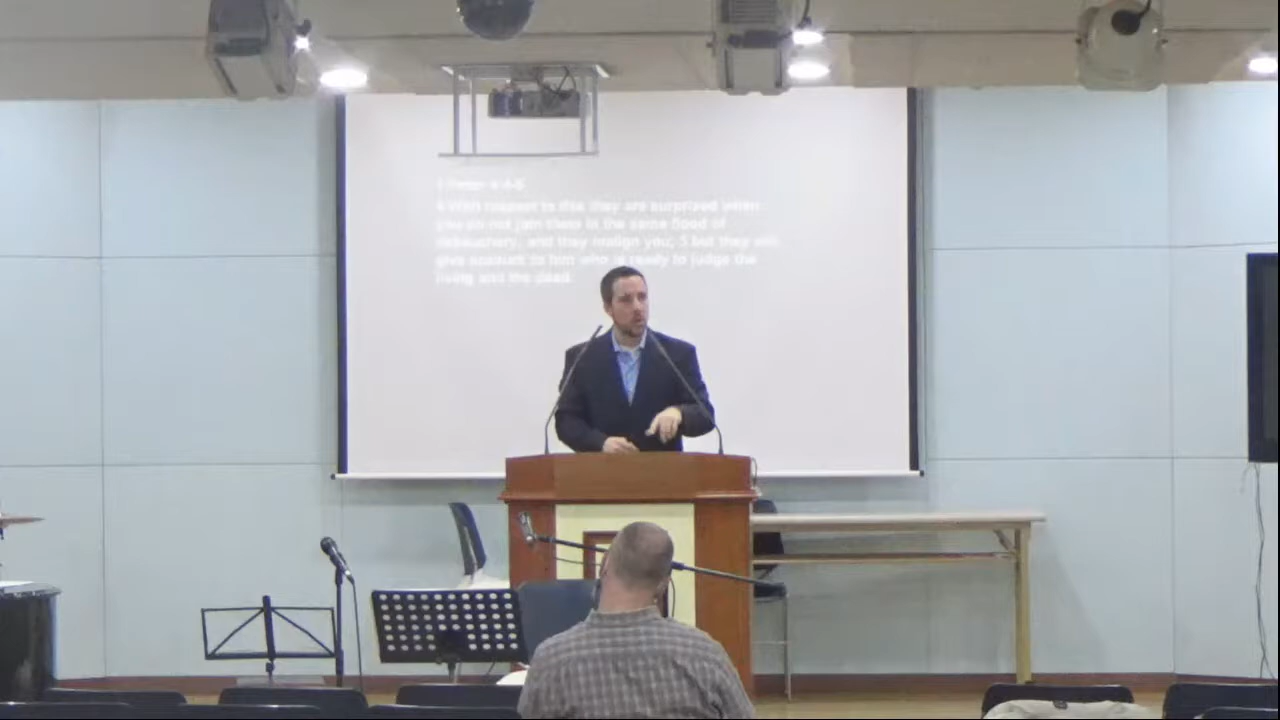 1 Peter 4:4-5
4 With respect to this they are surprised when
you do not join them in the same flood of
debauchery, and they malign you; 5 but they will
give account to him who is ready to judge the
living and the dead.